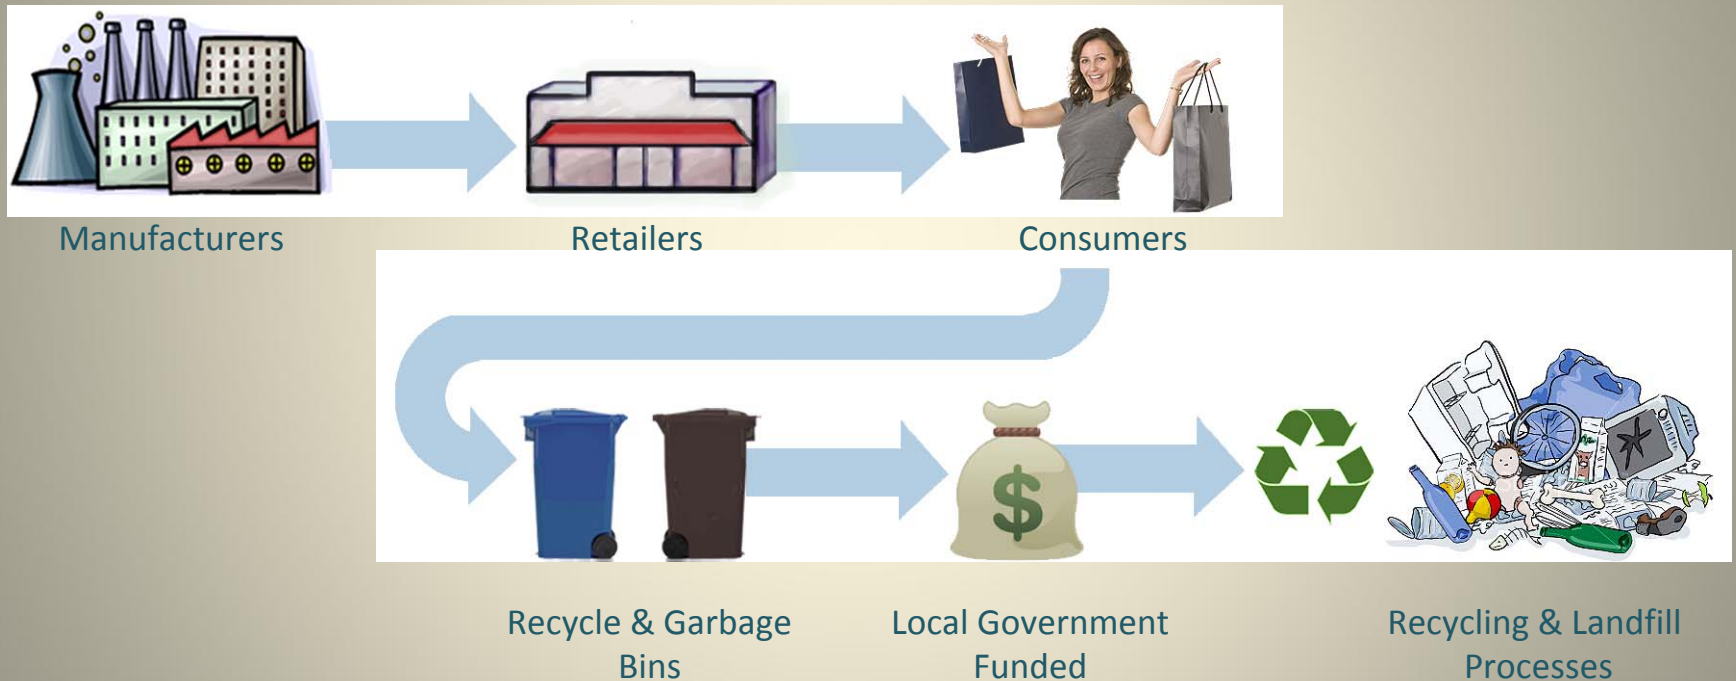 Manufacturers
Retailers
Consumers
$
Recycle & Garbage
Bins
Local Government
Funded
Recycling & Landfill
Processes